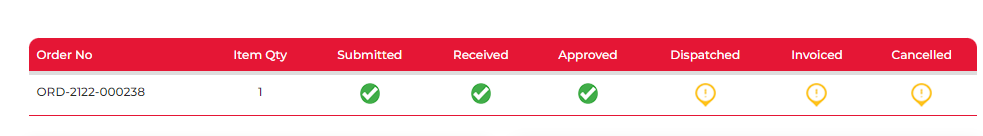 Order No Item Qty Submitted Received Approved Dispatched Invoiced Cancelled
ORD-2122-000238 1